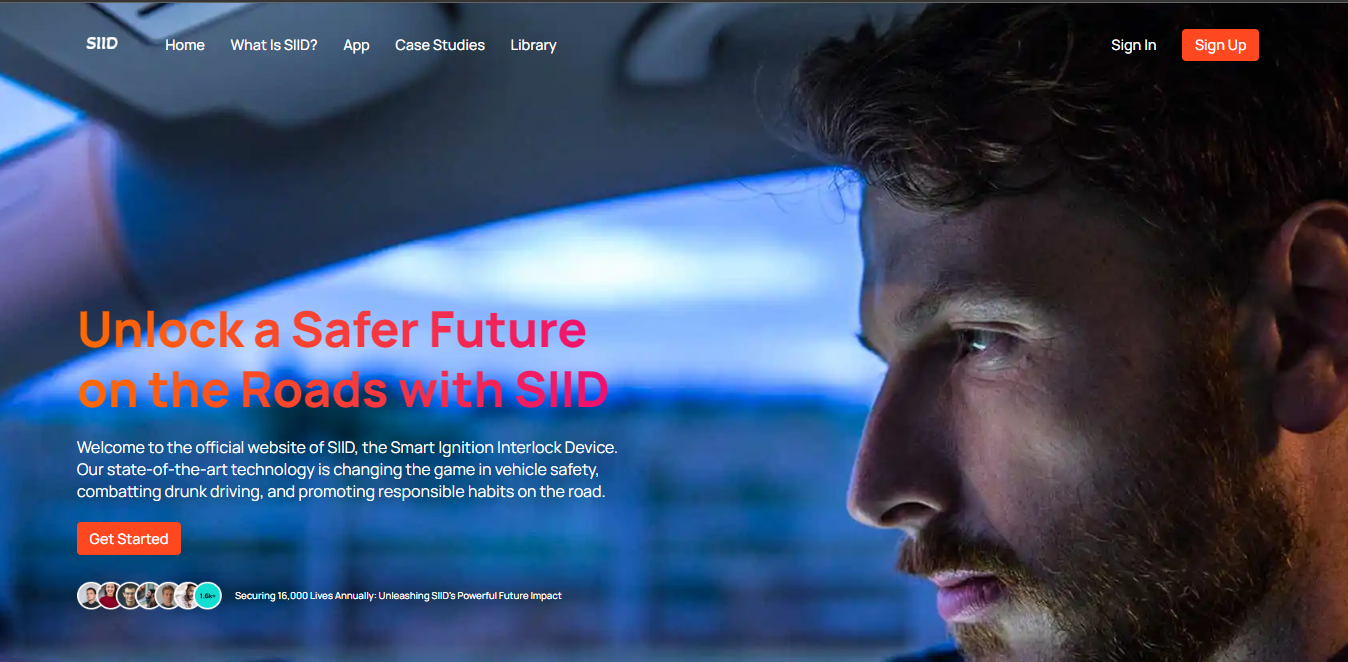 SIID
Home
What Is SIID?
App
Case Studies
Library
Sign In
Sign Up
Unlock a Safer Future
on the Roads with SIID
Welcome to the official website of SIID, the Smart Ignition Interlock Device.
Our state-of-the-art technology is changing the game in vehicle safety,
combatting drunk driving, and promoting responsible habits on the road.
Get Started
1.6k+
Securing 16,000 Lives Annually: Unleashing SIID's Powerful Future Impact